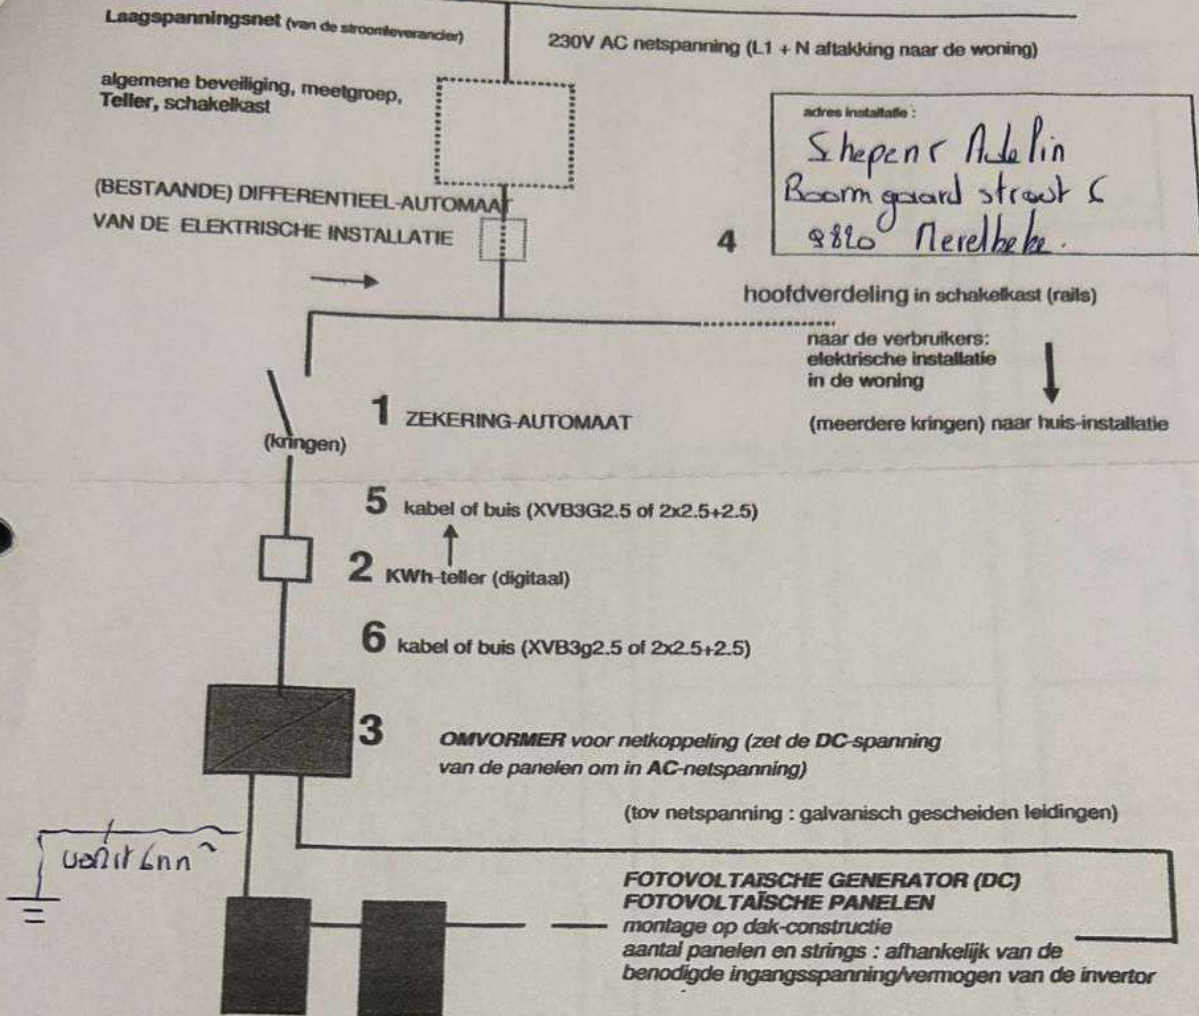 Laagspanningsnet (van de stroomleverancier)
230V AC netspanning (L1 + N aftakking naar de woning)
algemene beveiliging, meetgroep,
Teller, schakelkast
adres installatie :
Boomgaard straat 6
9820 Merelbeke.
(BESTAANDE) DIFFERENTIEEL-AUTOMAAT
VAN DE ELEKTRISCHE INSTALLATIE
4
hoofdverdeling in schakelkast (rails)
naar de verbruikers:
elektrische installatie
in de woning
(meerdere kringen) naar huis-installatie
1 ZEKERING-AUTOMAAT
(kringen)
5 kabel of buis (XVB3G2.5 of 2x2.5+2.5)
2 KWh-teller (digitaal)
6 kabel of buis (XVB3g2.5 of 2x2.5+2.5)
3 OMVORMER voor netkoppeling (zet de DC-spanning
van de panelen om in AC-netspanning)
(tov netspanning : galvanisch gescheiden leidingen)
FOTOVOLTAÏSCHE GENERATOR (DC)
FOTOVOLTAÏSCHE PANELEN
montage op dak-constructie
aantal panelen en strings : afhankelijk van de
benodigde ingangsspanning/vermogen van de invertor